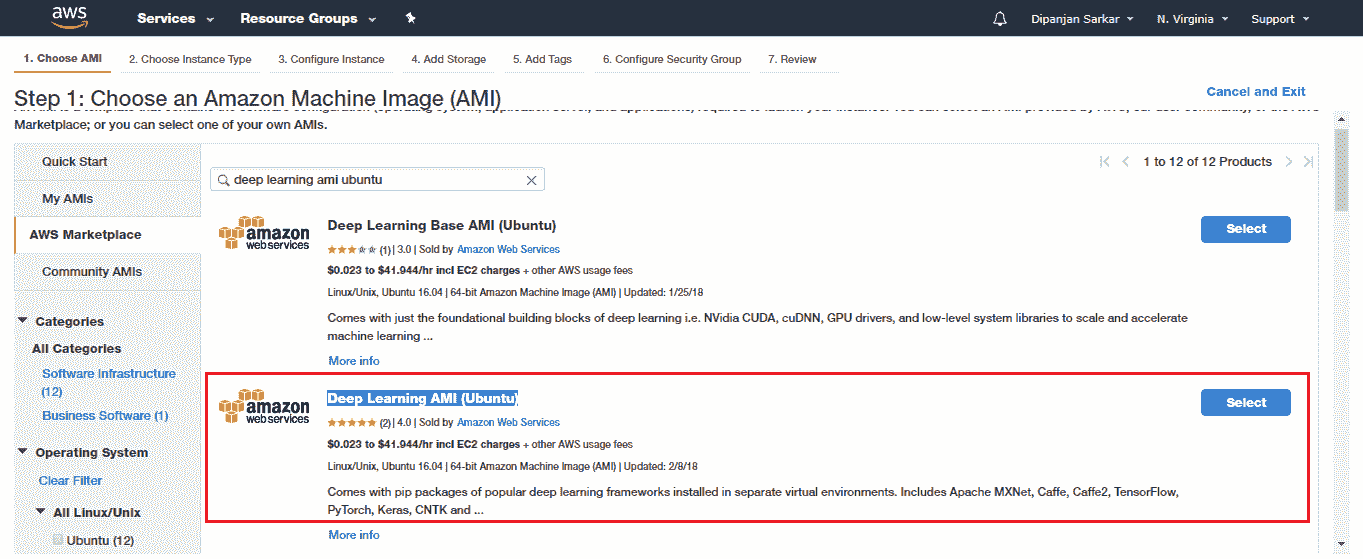 aws
Services
Resource Groups
Dipanjan Sarkar
N. Virginia
Support
1. Choose AMI
2. Choose Instance Type
3. Configure Instance
4. Add Storage
5. Add Tags
6. Configure Security Group
7. Review
Step 1: Choose an Amazon Machine Image (AMI)
Cancel and Exit
Marketplace; or you can select one of your own AMIs.
Quick Start
My AMIs
AWS Marketplace
Community AMIs
Categories
All Categories
Software Infrastructure
(12)
Business Software (1)
Operating System
Clear Filter
All Linux/Unix
Ubuntu (12)
deep learning ami ubuntu
1 to 12 of 12 Products
amazon
webservices
Deep Learning Base AMI (Ubuntu)
(1) | 3.0 | Sold by Amazon Web Services
$0.023 to $41.944/hr incl EC2 charges + other AWS usage fees
Linux/Unix, Ubuntu 16.04 | 64-bit Amazon Machine Image (AMI) | Updated: 1/25/18
Comes with just the foundational building blocks of deep learning i.e. NVidia CUDA, cuDNN, GPU drivers, and low-level system libraries to scale and accelerate
machine learning ...
More info
Select
amazon
webservices
Deep Learning AMI (Ubuntu)
(2) | 4.0 | Sold by Amazon Web Services
$0.023 to $41.944/hr incl EC2 charges + other AWS usage fees
Linux/Unix, Ubuntu 16.04 | 64-bit Amazon Machine Image (AMI) | Updated: 2/8/18
Comes with pip packages of popular deep learning frameworks installed in separate virtual environments. Includes Apache MXNet, Caffe, Caffe2, TensorFlow,
PyTorch, Keras, CNTK and ...
More info
Select